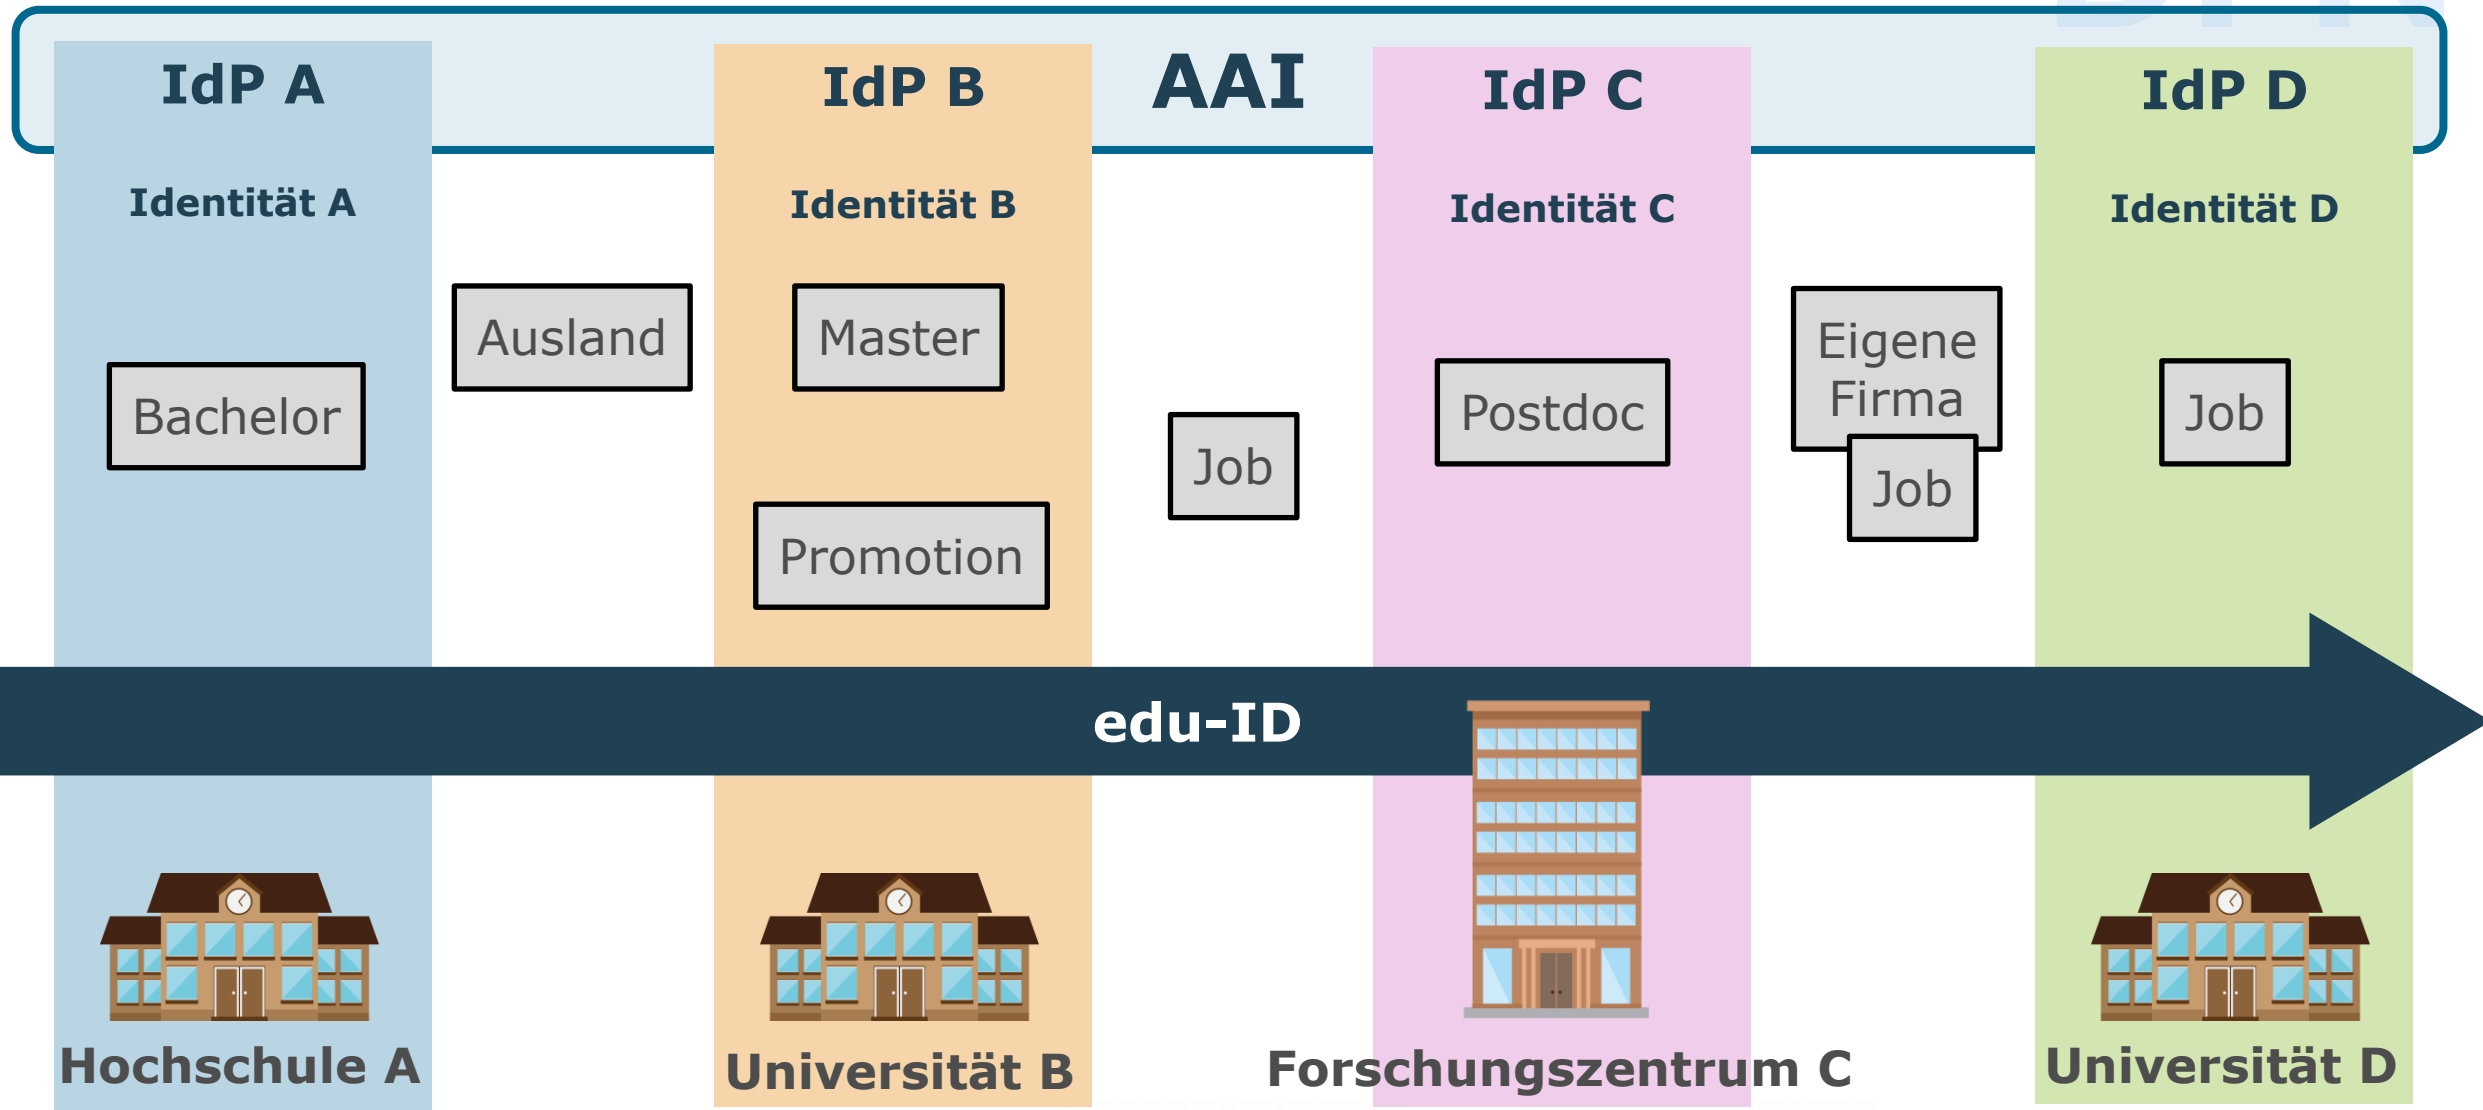 AAI
IdP A
IdP B
IdP C
IdP D
Identität A
Identität B
Identität C
Identität D
Bachelor
Ausland
Master
Promotion
Job
Postdoc
Eigene
Firma
Job
Job
edu-ID
Hochschule A
Universität B
Forschungszentrum C
Universität D